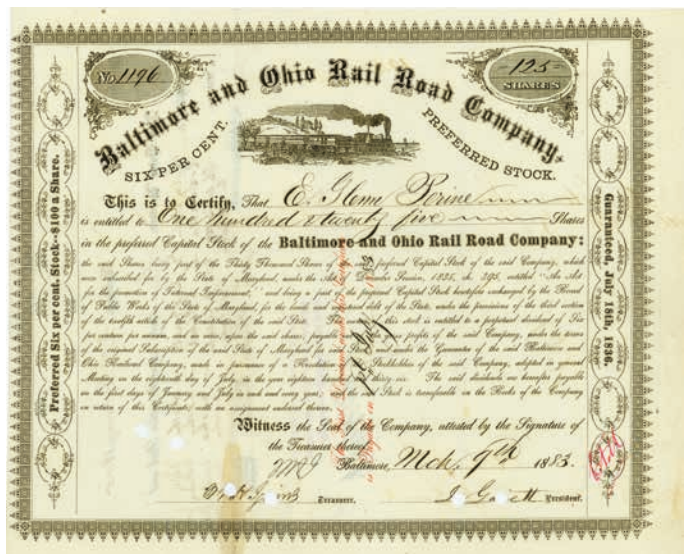 No. 1196
125
SHARES
Baltimore and Ohio Rail Road Company.
SIX PER CENT. PREFERRED STOCK.
This is to Certify, That E. Glenn Perine
is entitled to One hundred & twenty five Shares
in the preferred Capital Stock of the Baltimore and Ohio Rail Road Company:
the said Shares being part of the Thirty Thousand Shares of the said preferred Capital Stock of the said Company, which
were subscribed for by the State of Maryland, under the Act of December Session, 1835, ch. 395, entitled "An Act
for the promotion of Internal Improvement," and being a part of the preferred Capital Stock heretofore exchanged by the Board
of Public Works of the State of Maryland, for the bonds and funded debt of the State, under the provisions of the third section
of the twelfth article of the Constitution of the said State. this stock is entitled to a perpetual dividend of Six
per centum per annum, and no more, upon the said shares, payable profits of the said Company, under the terms
of the original Subscription of the said State of Maryland for said Stock, and under the Guarantee of the said Baltimore and
Ohio Railroad Company, made in pursuance of a Resolution Stockholders of the said Company, adopted in general
Meeting on the eighteenth day of July, in the year eighteen hundred thirty six. The said dividends are hereafter payable
on the first days of January and July in each and every year; the said Stock is transferable on the Books of the Company
on return of this Certificate, with an assignment endorsed thereon.
Witness the Seal of the Company, attested by the Signature of
the Treasurer thereof.
Baltimore, Mch. 9th 1883.
Treasurer. President.
Preferred Six per cent. Stock--$100 a Share.
Guaranteed, July 18th, 1836.